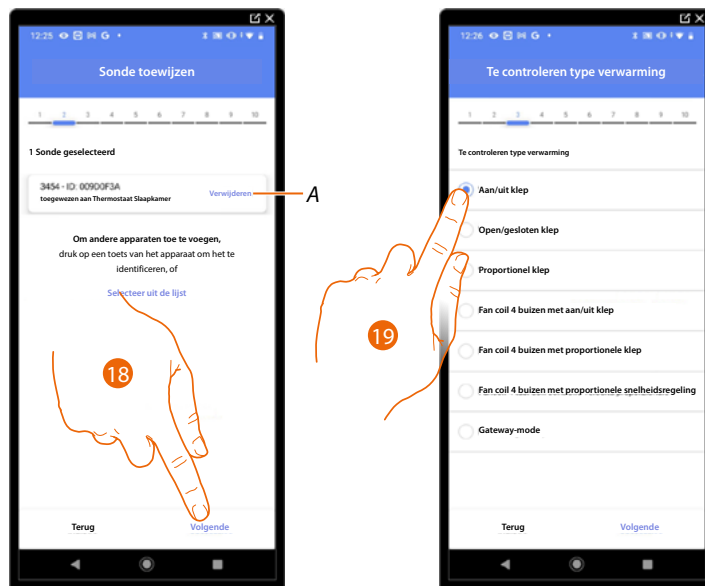 12:25 G
Sonde toewijzen
1 2 3 4 5 6 7 8 9 10
1 Sonde geselecteerd
3454 - ID: 00900F3A
toegewezen aan Thermostaat Slaapkamer
Verwijderen
A
Om andere apparaten toe te voegen,
druk op een toets van het apparaat om het te
identificeren, of
Selecteer uit de lijst
18
Terug Volgende
12:26 G
Te controleren type verwarming
1 2 3 4 5 6 7 8 9 10
Te controleren type verwarming
Aan/uit klep
Open/gesloten klep
Proportionel klep
19
Fan coil 4 buizen met aan/uit klep
Fan coil 4 buizen met proportionele klep
Fan coil 4 buizen met proportionele snelheidsregeling
Gateway-mode
Terug Volgende